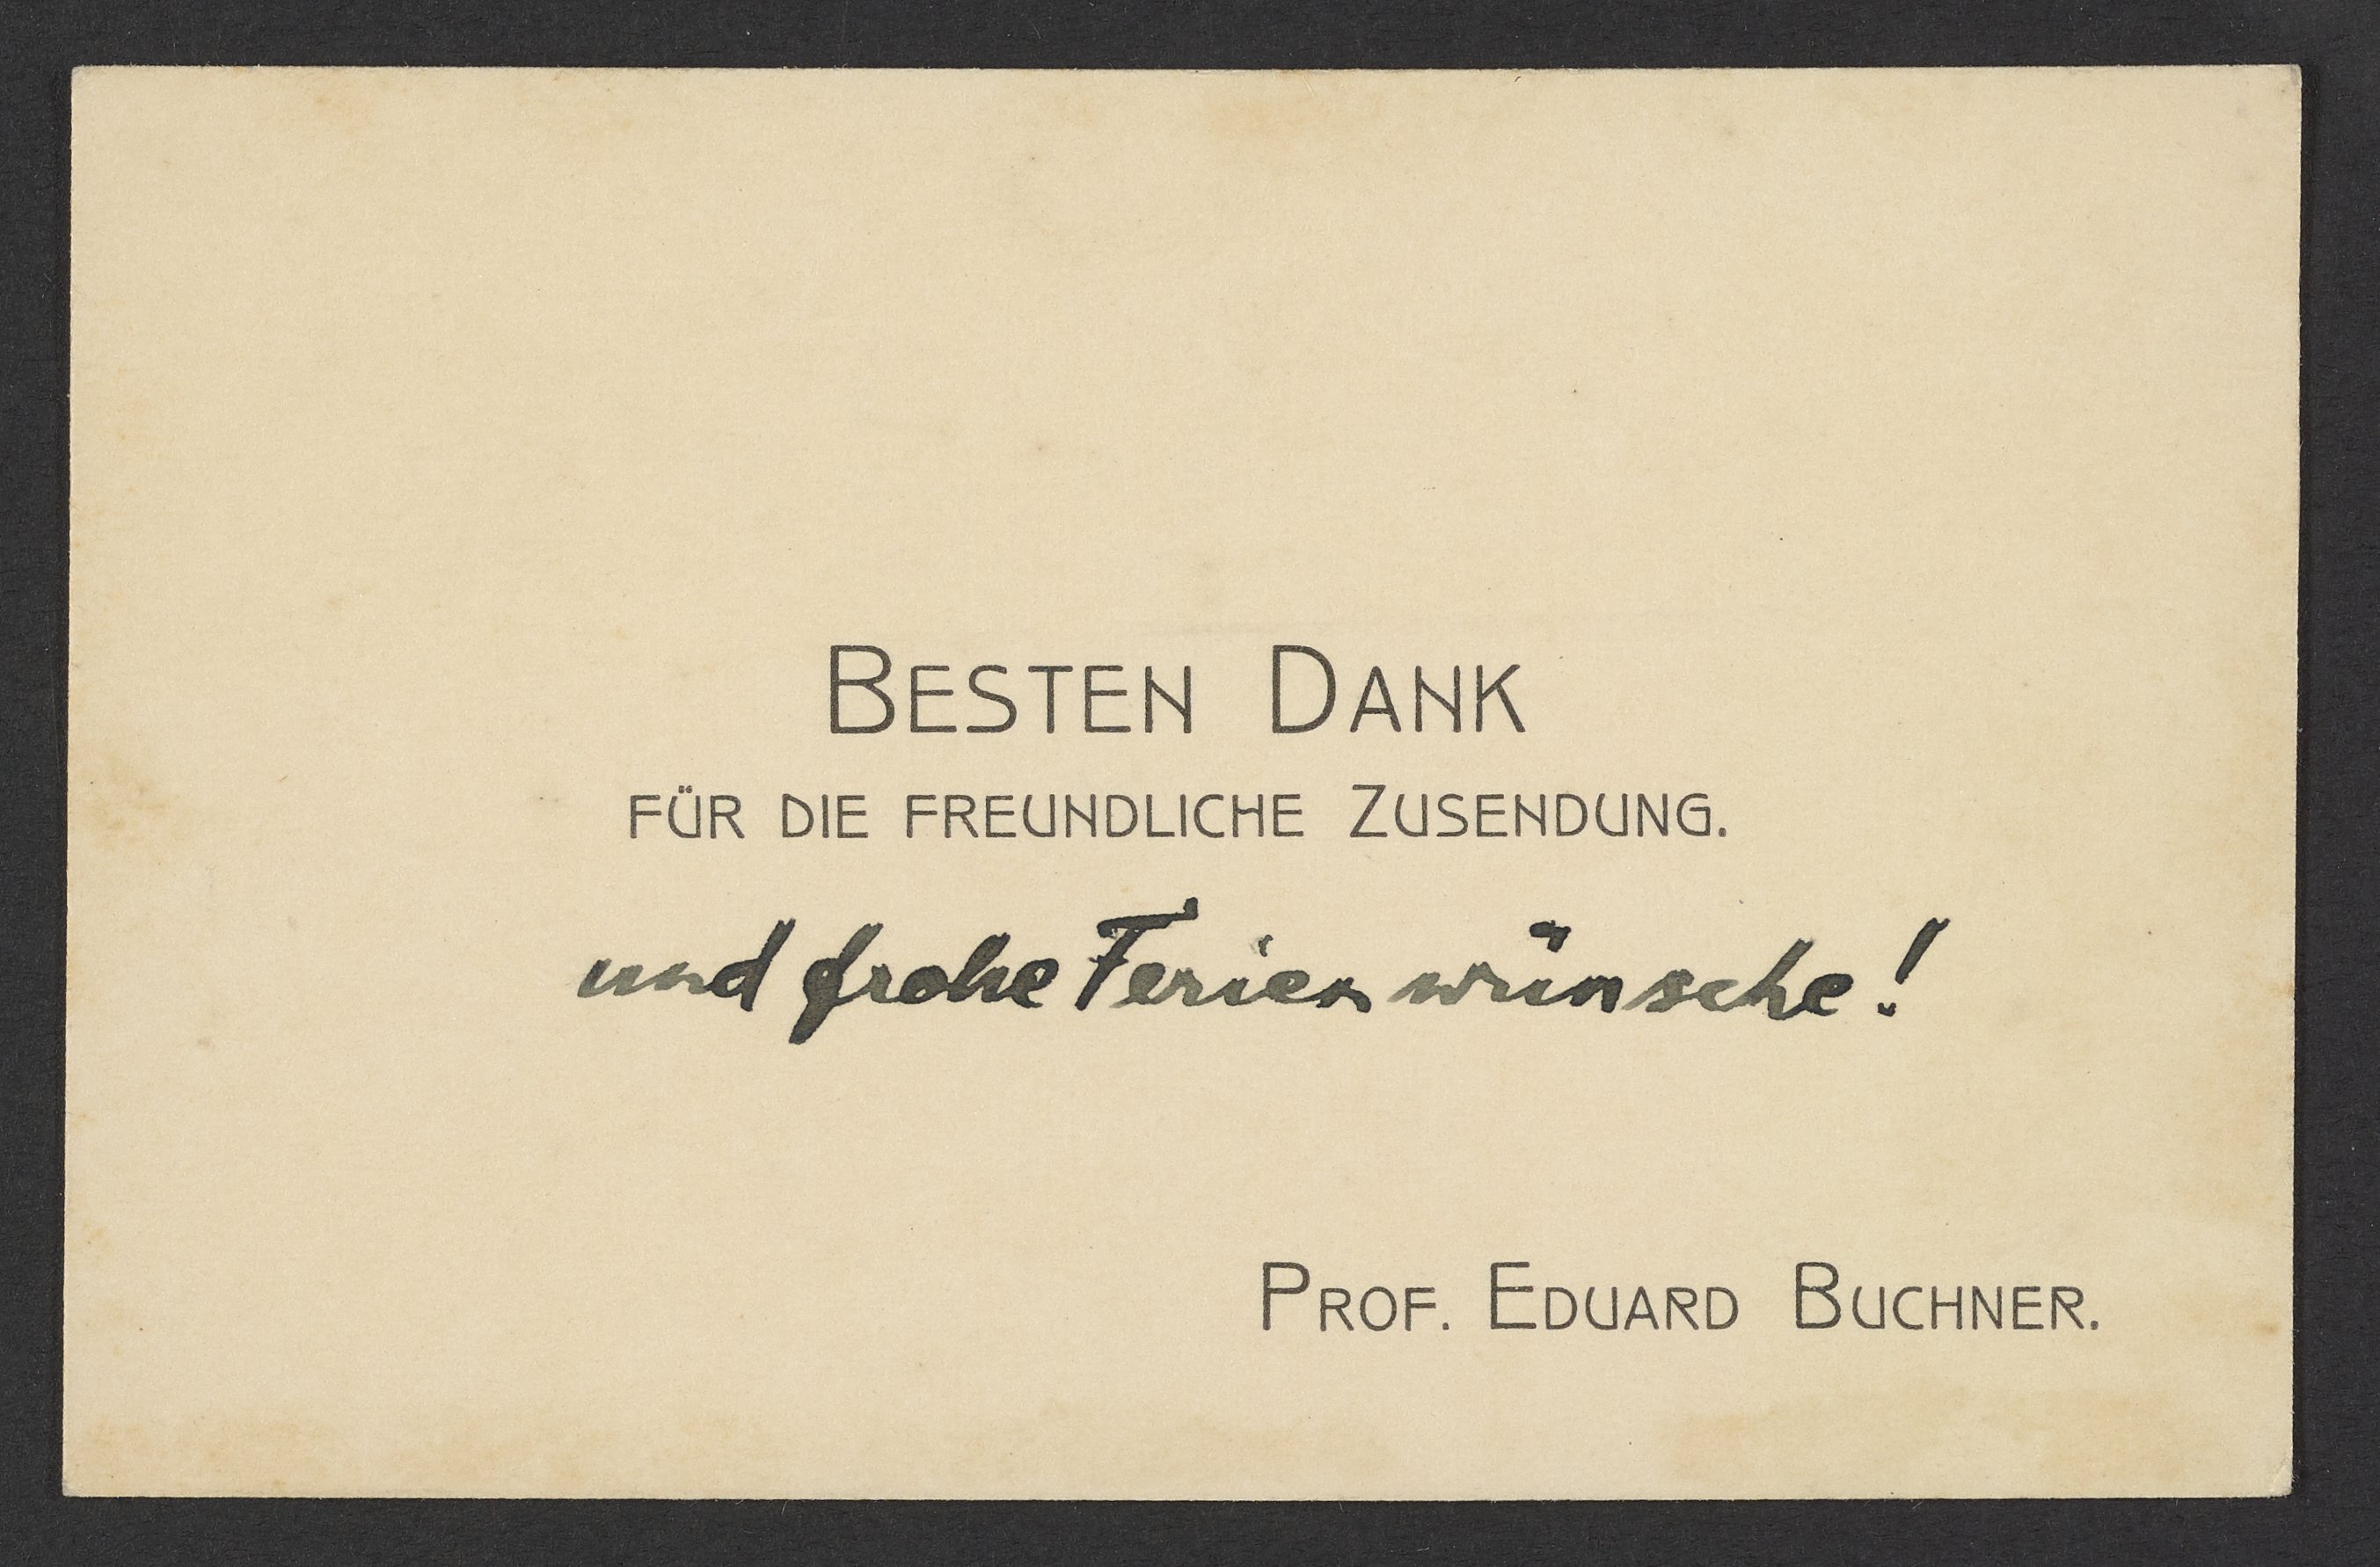 BESTEN DANK
FÜR DIE FREUNDLICHE ZUSENDUNG.
und frohe Ferienwünsche!
PROF. EDUARD BUCHNER.